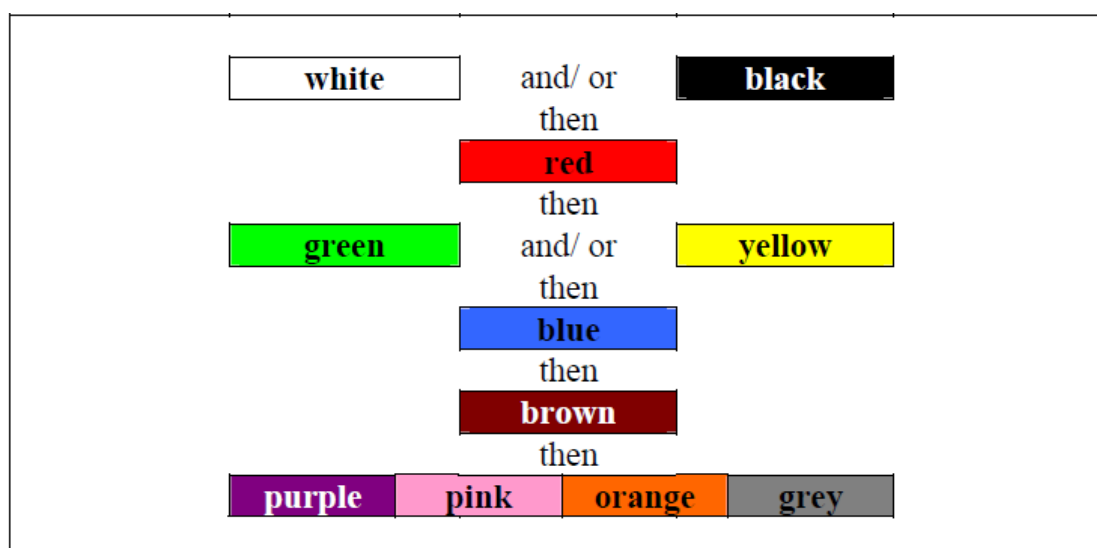 white and/ or black
then
red
then
green and/ or yellow
then
blue
then
brown
then
purple pink orange grey